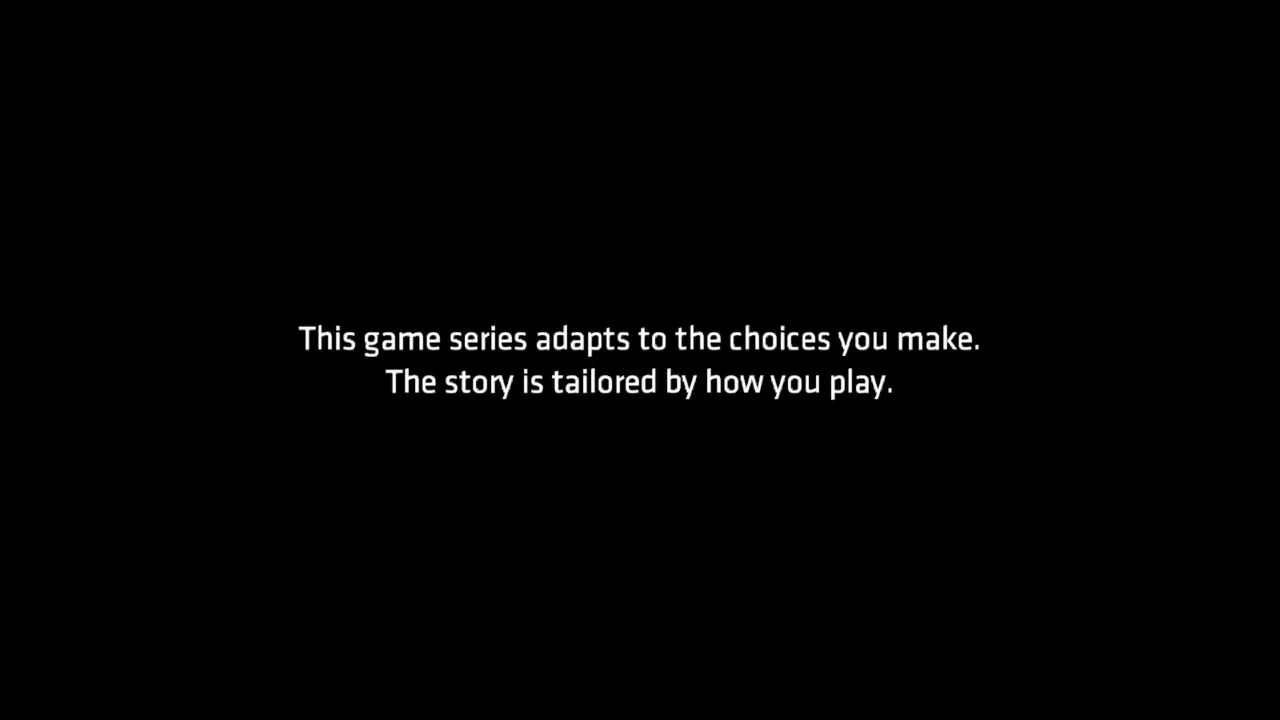 This game series adapts to the choices you make.
The story is tailored by how you play.